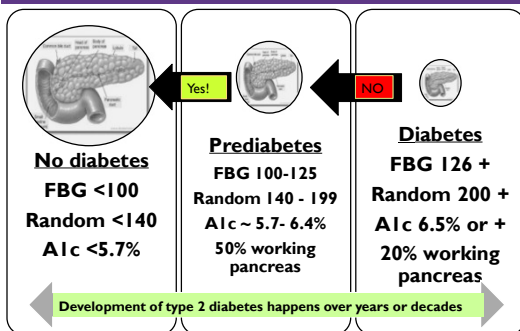 Yes!
NO
No diabetes
FBG <100
Random <140
A1c <5.7%
Prediabetes
FBG 100-125
Random 140 - 199
A1c ~ 5.7- 6.4%
50% working
pancreas
Diabetes
FBG 126 +
Random 200 +
A1c 6.5% or +
20% working
pancreas
Development of type 2 diabetes happens over years or decades